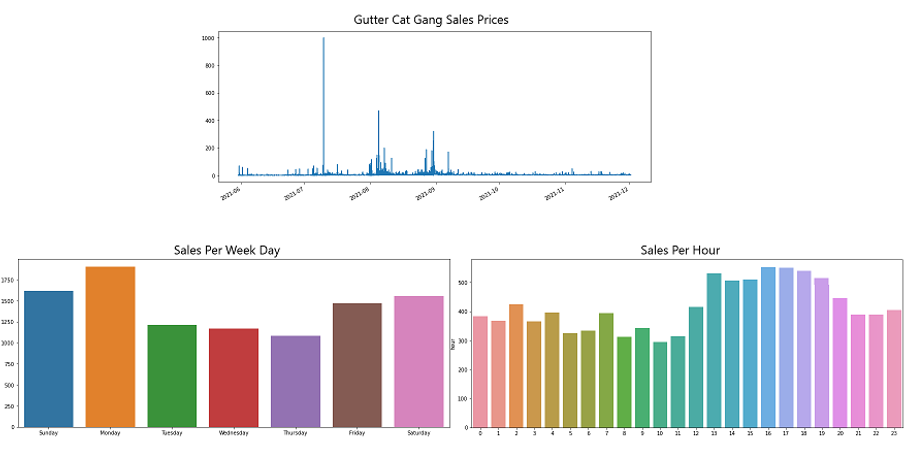 Gutter Cat Gang Sales Prices
1000
800
600
400
200
0
2021-06 2021-07 2021-08 2021-09 2021-10 2021-11 2021-12
Sales Per Week Day
1750
1500
1250
1000
750
500
250
0
Sunday Monday Tuesday Wednesday Thursday Friday Saturday
Sales Per Hour
500
400
300
200
100
0
hour
0 1 2 3 4 5 6 7 8 9 10 11 12 13 14 15 16 17 18 19 20 21 22 23